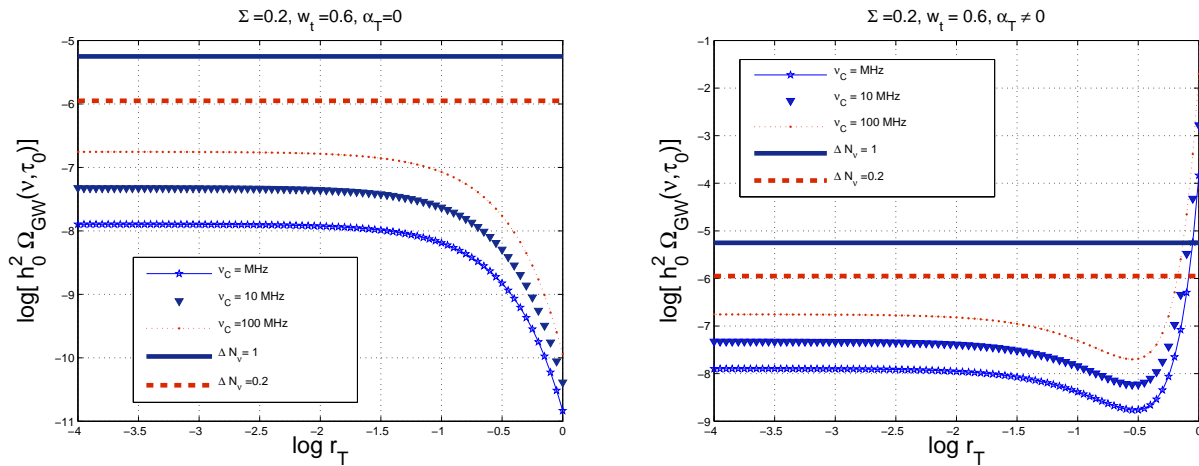 Σ =0.2, w_t =0.6, α_T=0
log[ h_0^2 Ω_GW(ν,τ_0)]
−5
−6
−7
−8
−9
−10
−11
ν_C = MHz
ν_C = 10 MHz
ν_C =100 MHz
Δ N_ν = 1
Δ N_ν =0.2
−4 −3.5 −3 −2.5 −2 −1.5 −1 −0.5 0
log r_T
Σ =0.2, w_t = 0.6, α_T ≠ 0
log[ h_0^2 Ω_GW(ν,τ_0)]
−1
−2
−3
−4
−5
−6
−7
−8
−9
ν_C = MHz
ν_C = 10 MHz
ν_C = 100 MHz
Δ N_ν = 1
Δ N_ν=0.2
−4 −3.5 −3 −2.5 −2 −1.5 −1 −0.5 0
log r_T